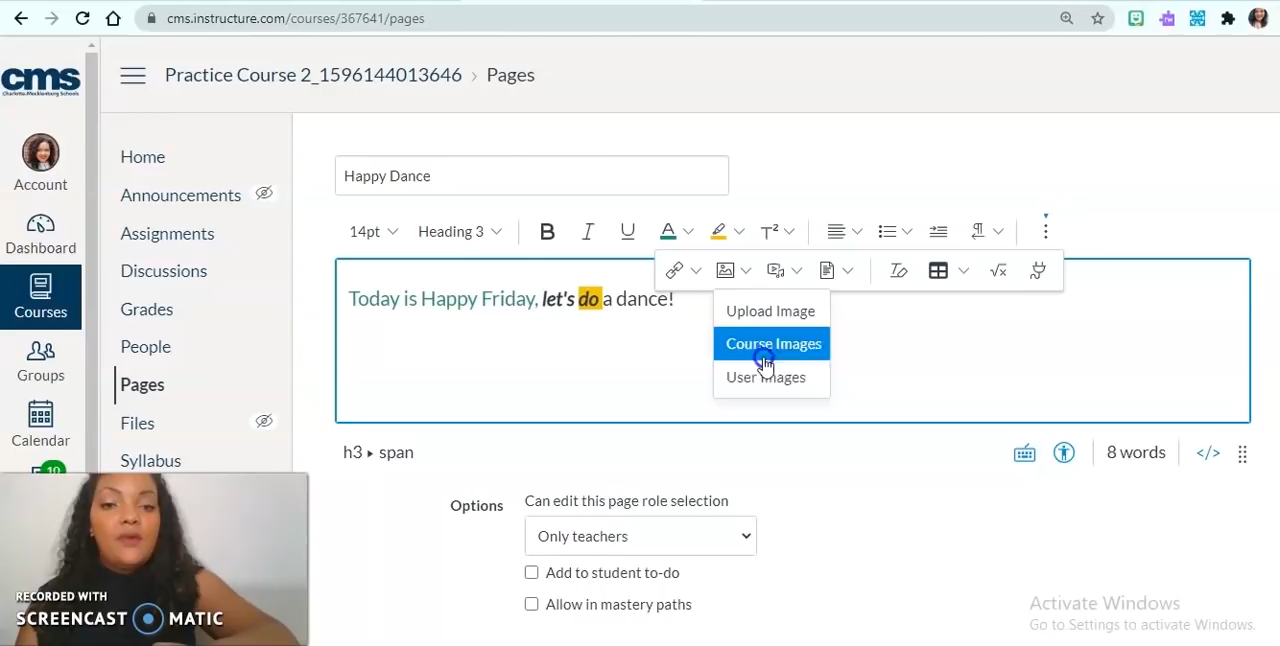 cms.instructure.com/courses/367641/pages
cms
Charlotte-Mecklenburg Schools
Practice Course 2_1596144013646 › Pages
Account
Dashboard
Courses
Groups
Calendar
10
Home
Announcements
Assignments
Discussions
Grades
People
Pages
Files
Syllabus
Happy Dance
14pt
Heading 3
B I U A T²
Today is Happy Friday, let's do a dance!
Upload Image
Course Images
User Images
h3 ▸ span
8 words
</>
Options
Can edit this page role selection
Only teachers
Add to student to-do
Allow in mastery paths
RECORDED WITH
SCREENCAST MATIC
Activate Windows
Go to Settings to activate Windows.